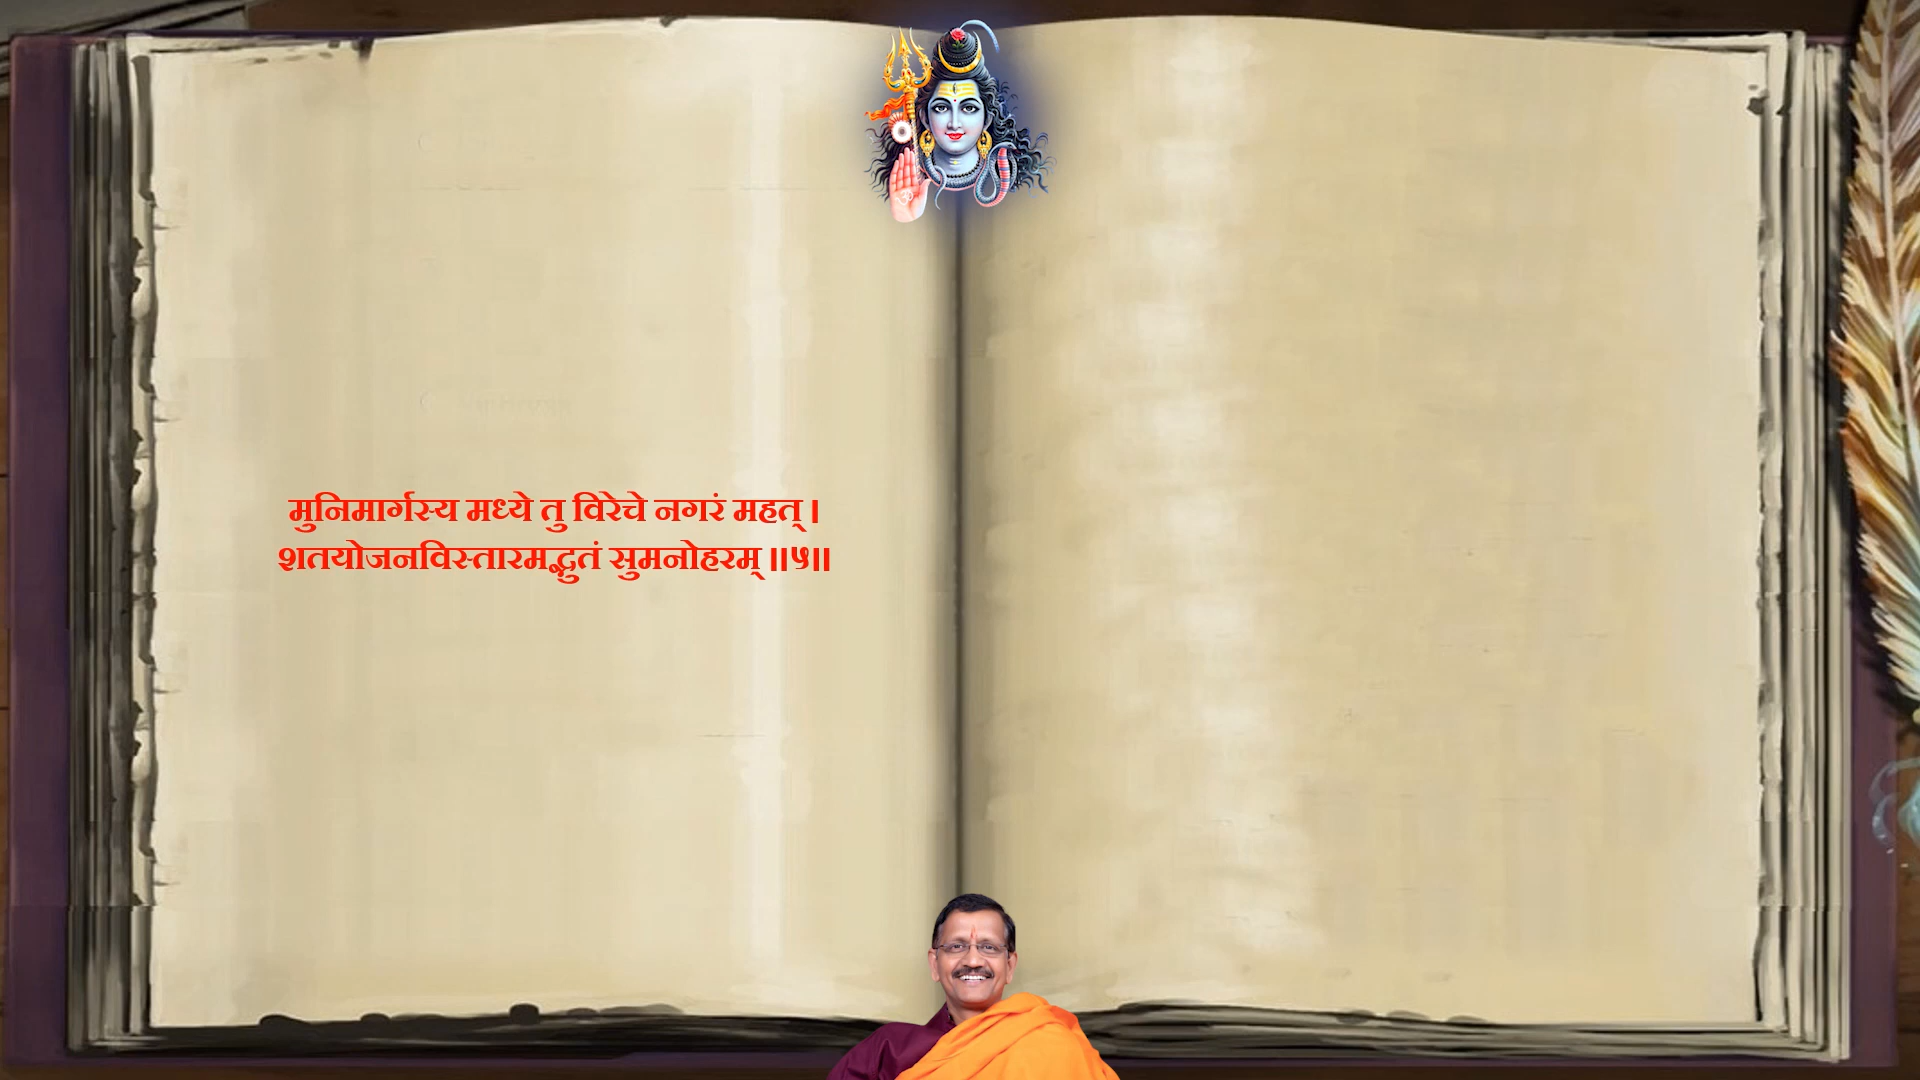 मुनिमार्गस्य मध्ये तु विरेचे नगरं महत् ।
शतयोजनविस्तारमद्भुतं सुमनोहरम् ॥५॥